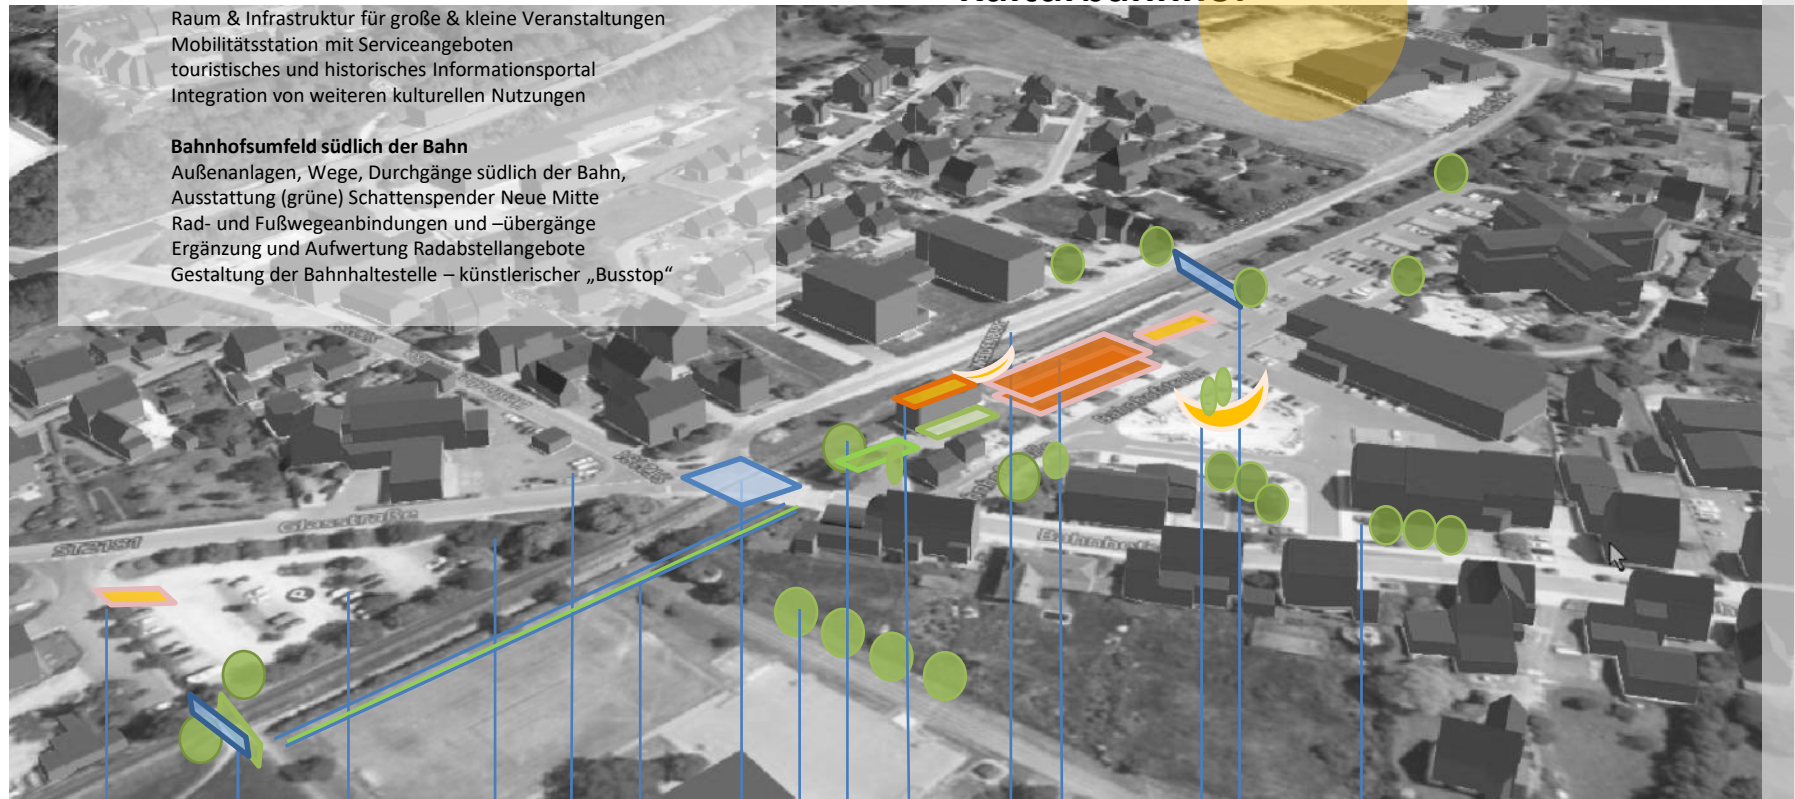 Raum & Infrastruktur für große & kleine Veranstaltungen
Mobilitätsstation mit Serviceangeboten
touristisches und historisches Informationsportal
Integration von weiteren kulturellen Nutzungen
Bahnhofsumfeld südlich der Bahn
Außenanlagen, Wege, Durchgänge südlich der Bahn,
Ausstattung (grüne) Schattenspender Neue Mitte
Rad- und Fußwegeanbindungen und –übergänge
Ergänzung und Aufwertung Radabstellangebote
Gestaltung der Bahnhaltestelle – künstlerischer „Busstop“
Glasstraße
ST2131
P